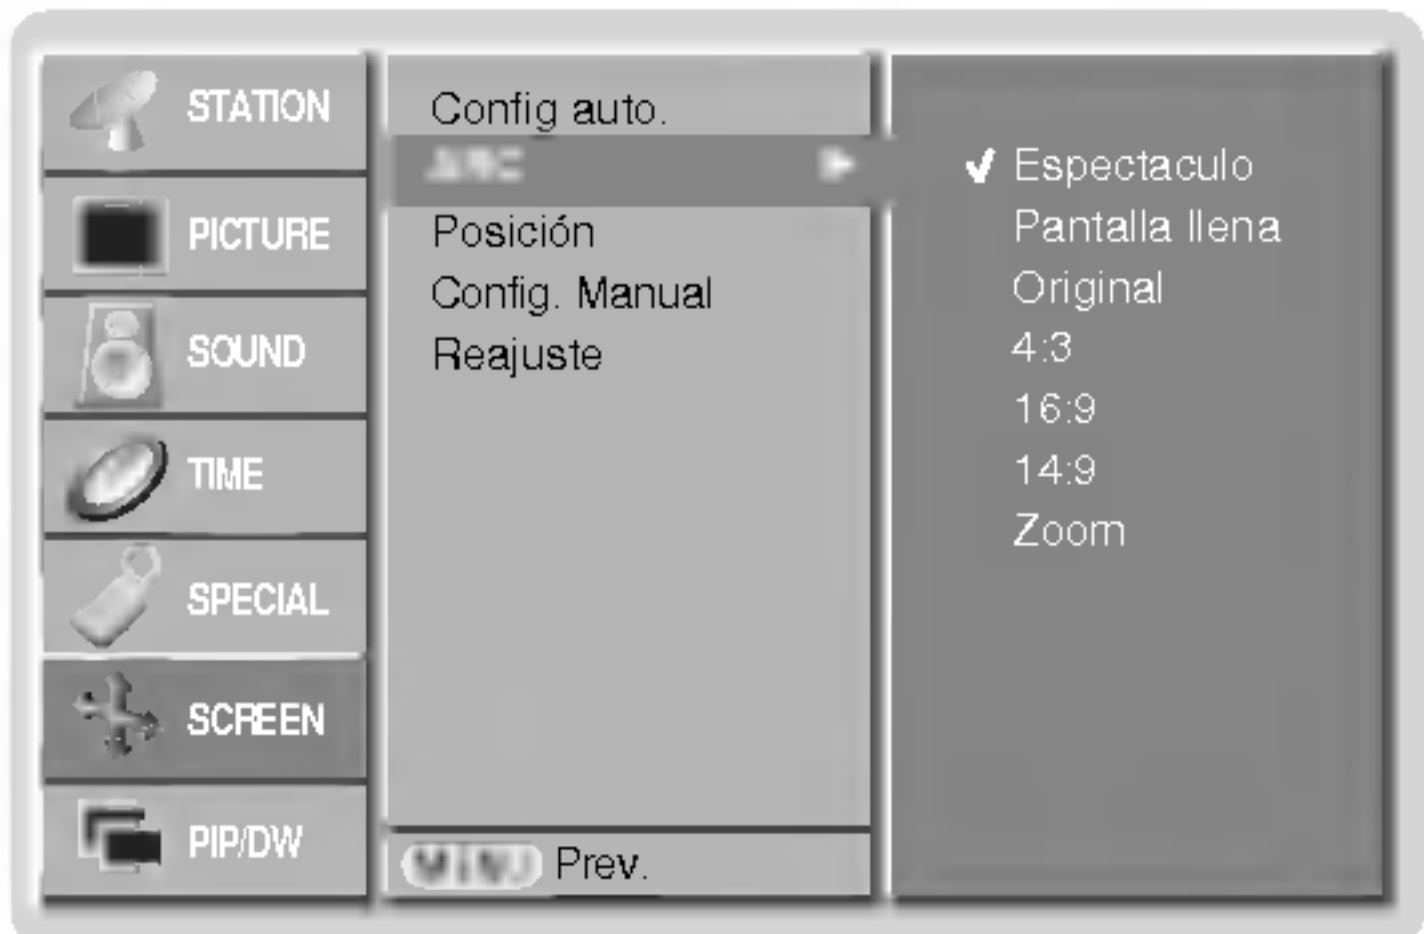 STATION
PICTURE
SOUND
TIME
SPECIAL
SCREEN
PIP/DW
Config auto.
ARC
Posición
Config. Manual
Reajuste
Prev.
Espectaculo
Pantalla llena
Original
4:3
16:9
14:9
Zoom